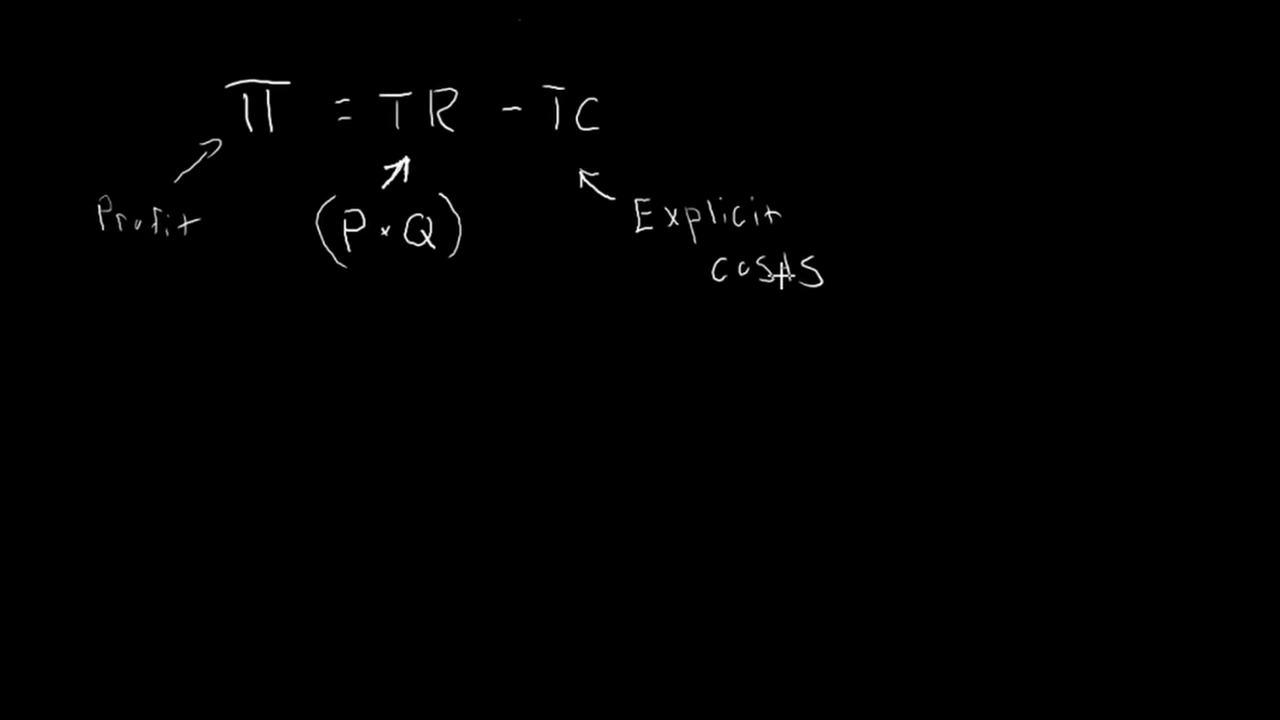 π = TR - TC
Profit
(P × Q)
Explicit
costs